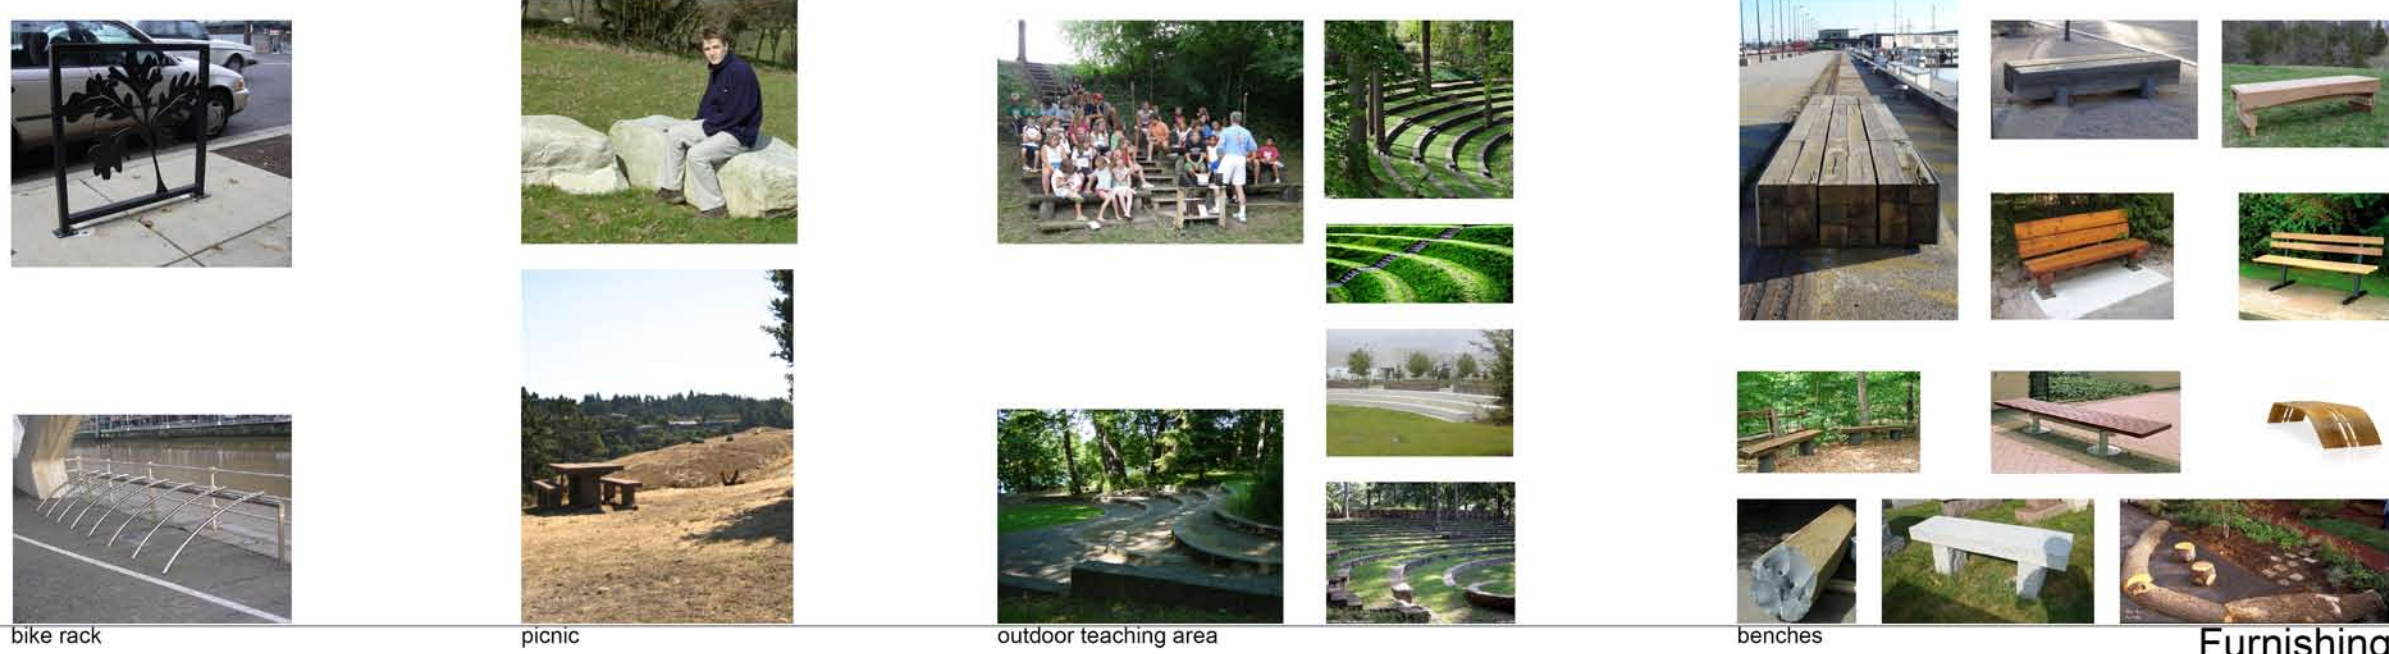 bike rack
picnic
outdoor teaching area
benches
Furnishing